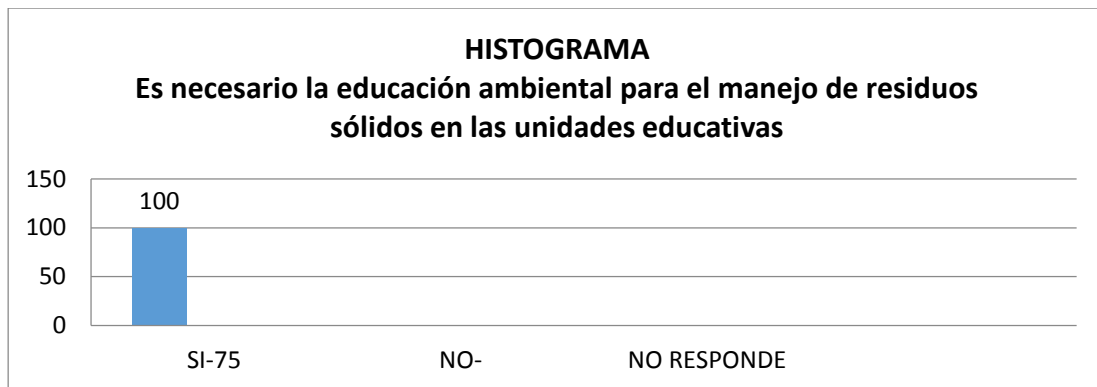 HISTOGRAMA
Es necesario la educación ambiental para el manejo de residuos
sólidos en las unidades educativas
150
100
100
50
0
SI-75 NO- NO RESPONDE